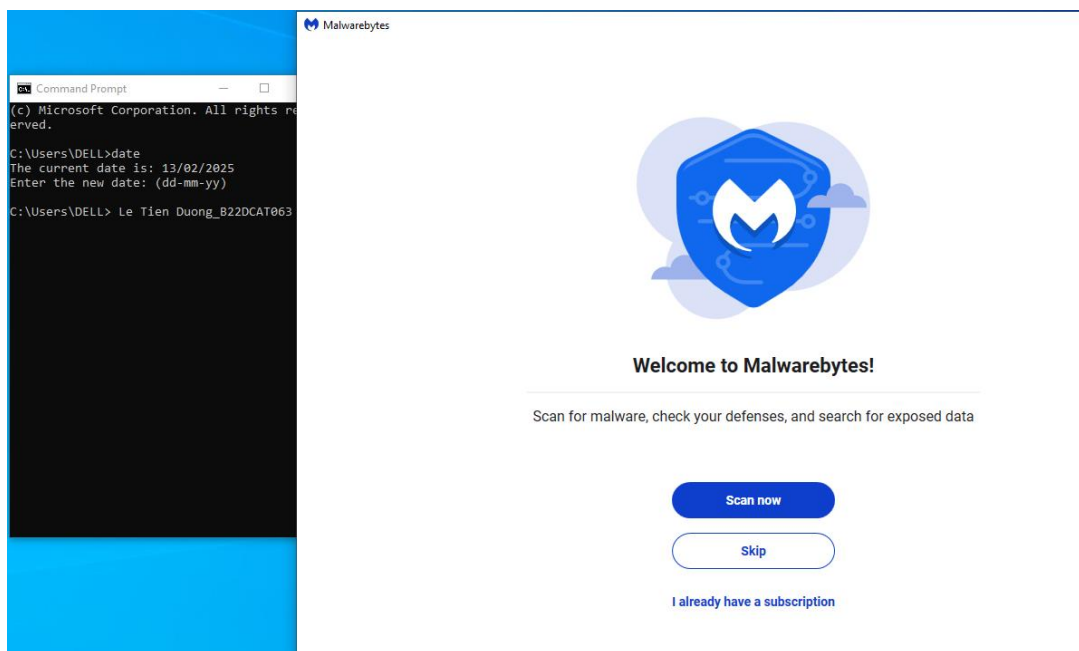 Malwarebytes
Command Prompt
(c) Microsoft Corporation. All rights re
erved.
C:\Users\DELL>date
The current date is: 13/02/2025
Enter the new date: (dd-mm-yy)
C:\Users\DELL> Le Tien Duong_B22DCAT063
Welcome to Malwarebytes!
Scan for malware, check your defenses, and search for exposed data
Scan now
Skip
I already have a subscription